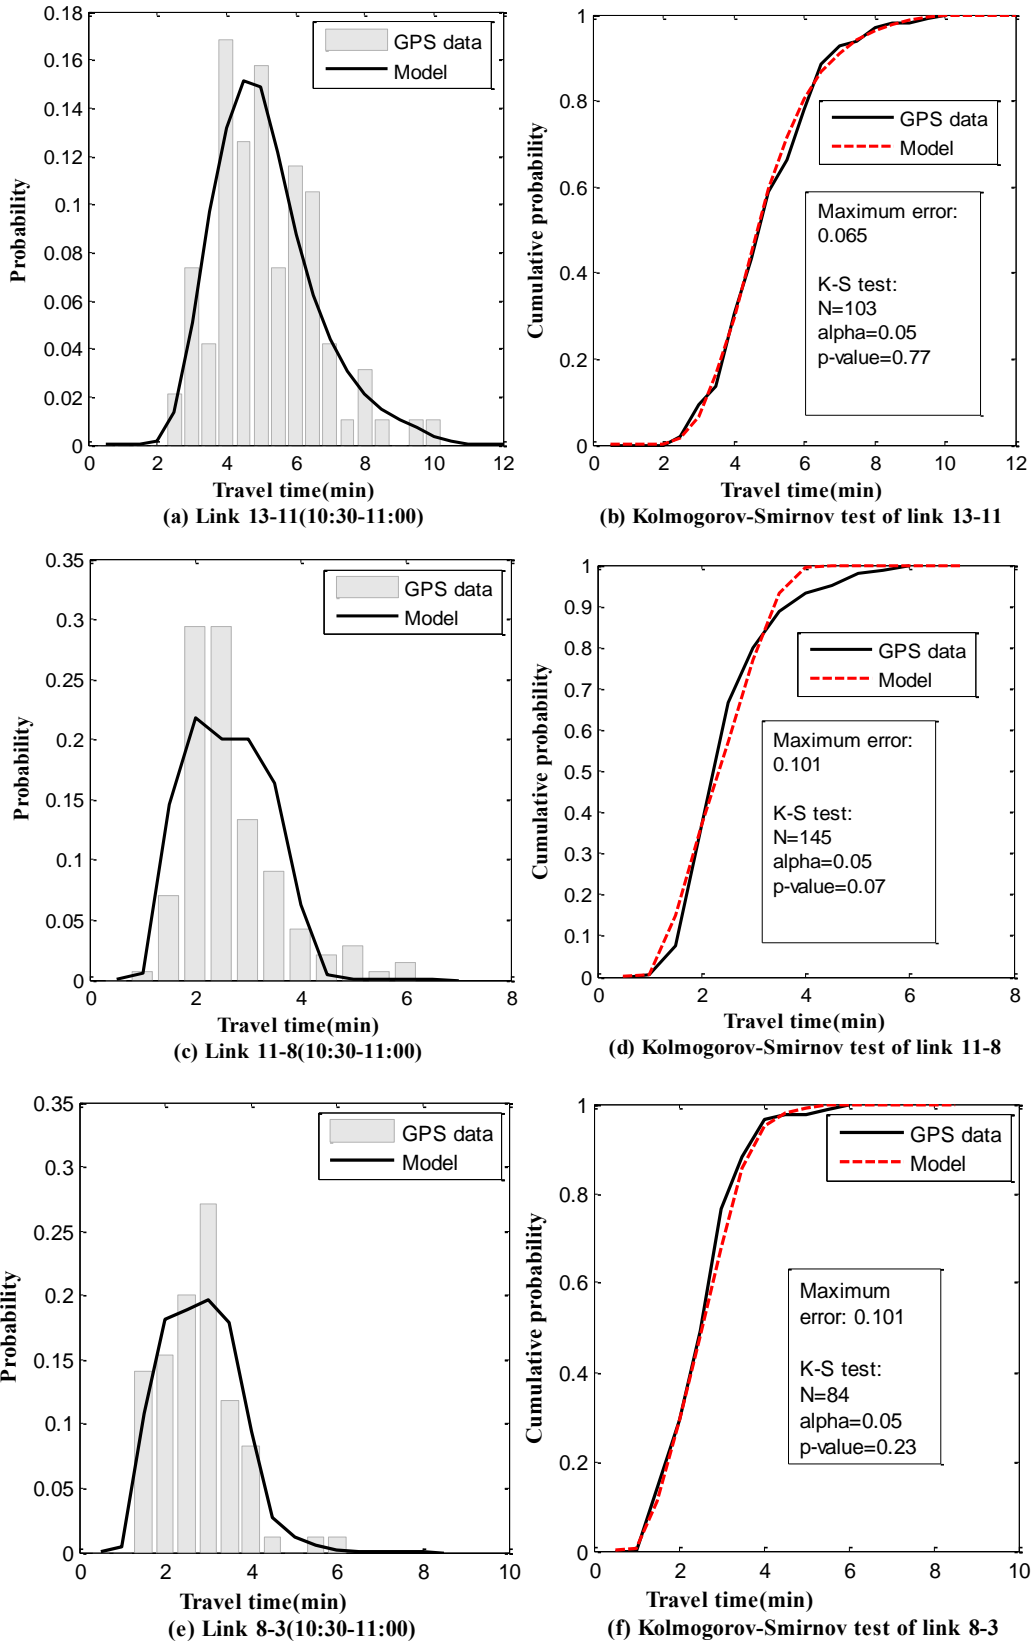 0.18
0.16
0.14
0.12
0.1
0.08
0.06
0.04
0.02
0
Probability
GPS data
Model
0 2 4 6 8 10 12
Travel time(min)
(a) Link 13-11(10:30-11:00)
1
0.8
0.6
0.4
0.2
0
Cumulative probability
GPS data
Model
Maximum error:
0.065
K-S test:
N=103
alpha=0.05
p-value=0.77
0 2 4 6 8 10 12
Travel time(min)
(b) Kolmogorov-Smirnov test of link 13-11
0.35
0.3
0.25
0.2
0.15
0.1
0.05
0
Probability
GPS data
Model
0 2 4 6 8
Travel time(min)
(c) Link 11-8(10:30-11:00)
1
0.9
0.8
0.7
0.6
0.5
0.4
0.3
0.2
0.1
0
Cumulative probability
GPS data
Model
Maximum error:
0.101
K-S test:
N=145
alpha=0.05
p-value=0.07
0 2 4 6 8
Travel time(min)
(d) Kolmogorov-Smirnov test of link 11-8
0.35
0.3
0.25
0.2
0.15
0.1
0.05
0
Probability
GPS data
Model
0 2 4 6 8 10
Travel time(min)
(e) Link 8-3(10:30-11:00)
1
0.8
0.6
0.4
0.2
0
Cumulative probability
GPS data
Model
Maximum
error: 0.101
K-S test:
N=84
alpha=0.05
p-value=0.23
0 2 4 6 8 10
Travel time(min)
(f) Kolmogorov-Smirnov test of link 8-3